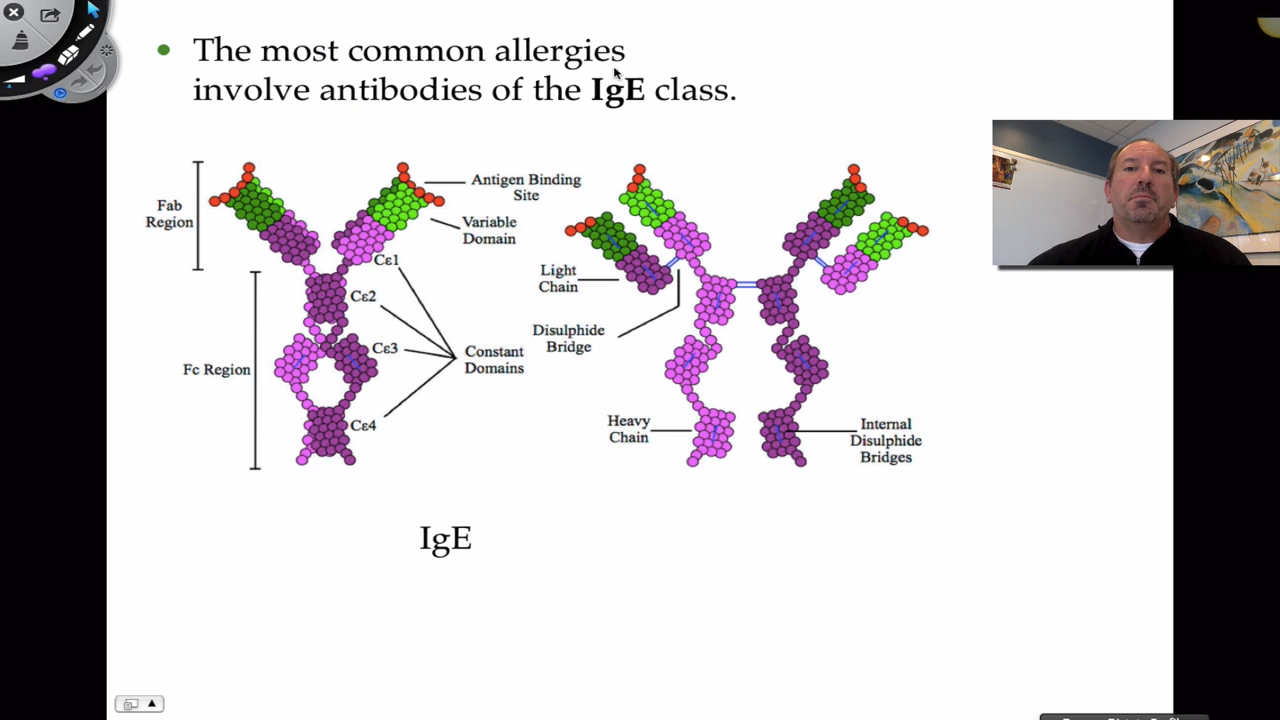 The most common allergies
involve antibodies of the IgE class.
Fab
Region
Antigen Binding
Site
Variable
Domain
Cε1
Cε2
Cε3
Cε4
Constant
Domains
Fc Region
Light
Chain
Disulphide
Bridge
Heavy
Chain
Internal
Disulphide
Bridges
IgE